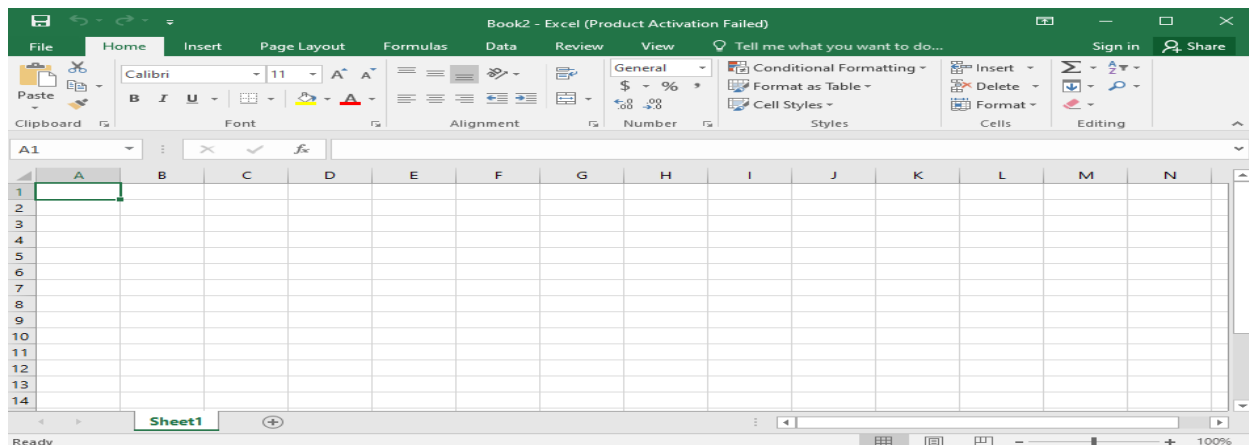 Book2 - Excel (Product Activation Failed)
File Home Insert Page Layout Formulas Data Review View Tell me what you want to do... Sign in Share
Calibri 11 A A General Conditional Formatting Insert
Paste B I U A $ % , Format as Table Delete
Cell Styles Format
Clipboard Font Alignment Number Styles Cells Editing
A1 fx
A B C D E F G H I J K L M N
1
2
3
4
5
6
7
8
9
10
11
12
13
14
Sheet1
Ready 100%